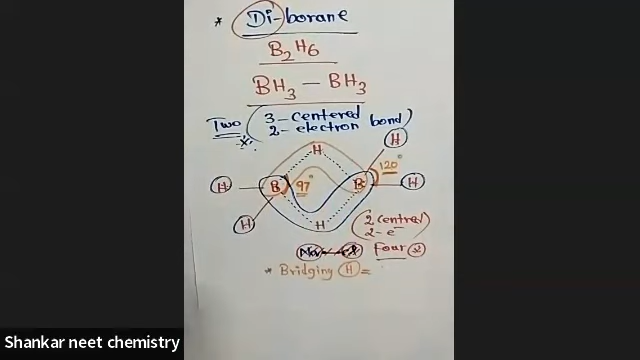 * Di-borane
B2H6
BH3 — BH3
Two (3-centered
2-electron bond)
*
H
H
120°
H B 97° B H
H H
(2 centred
2-e⁻)
Four
* Bridging H =
Shankar neet chemistry